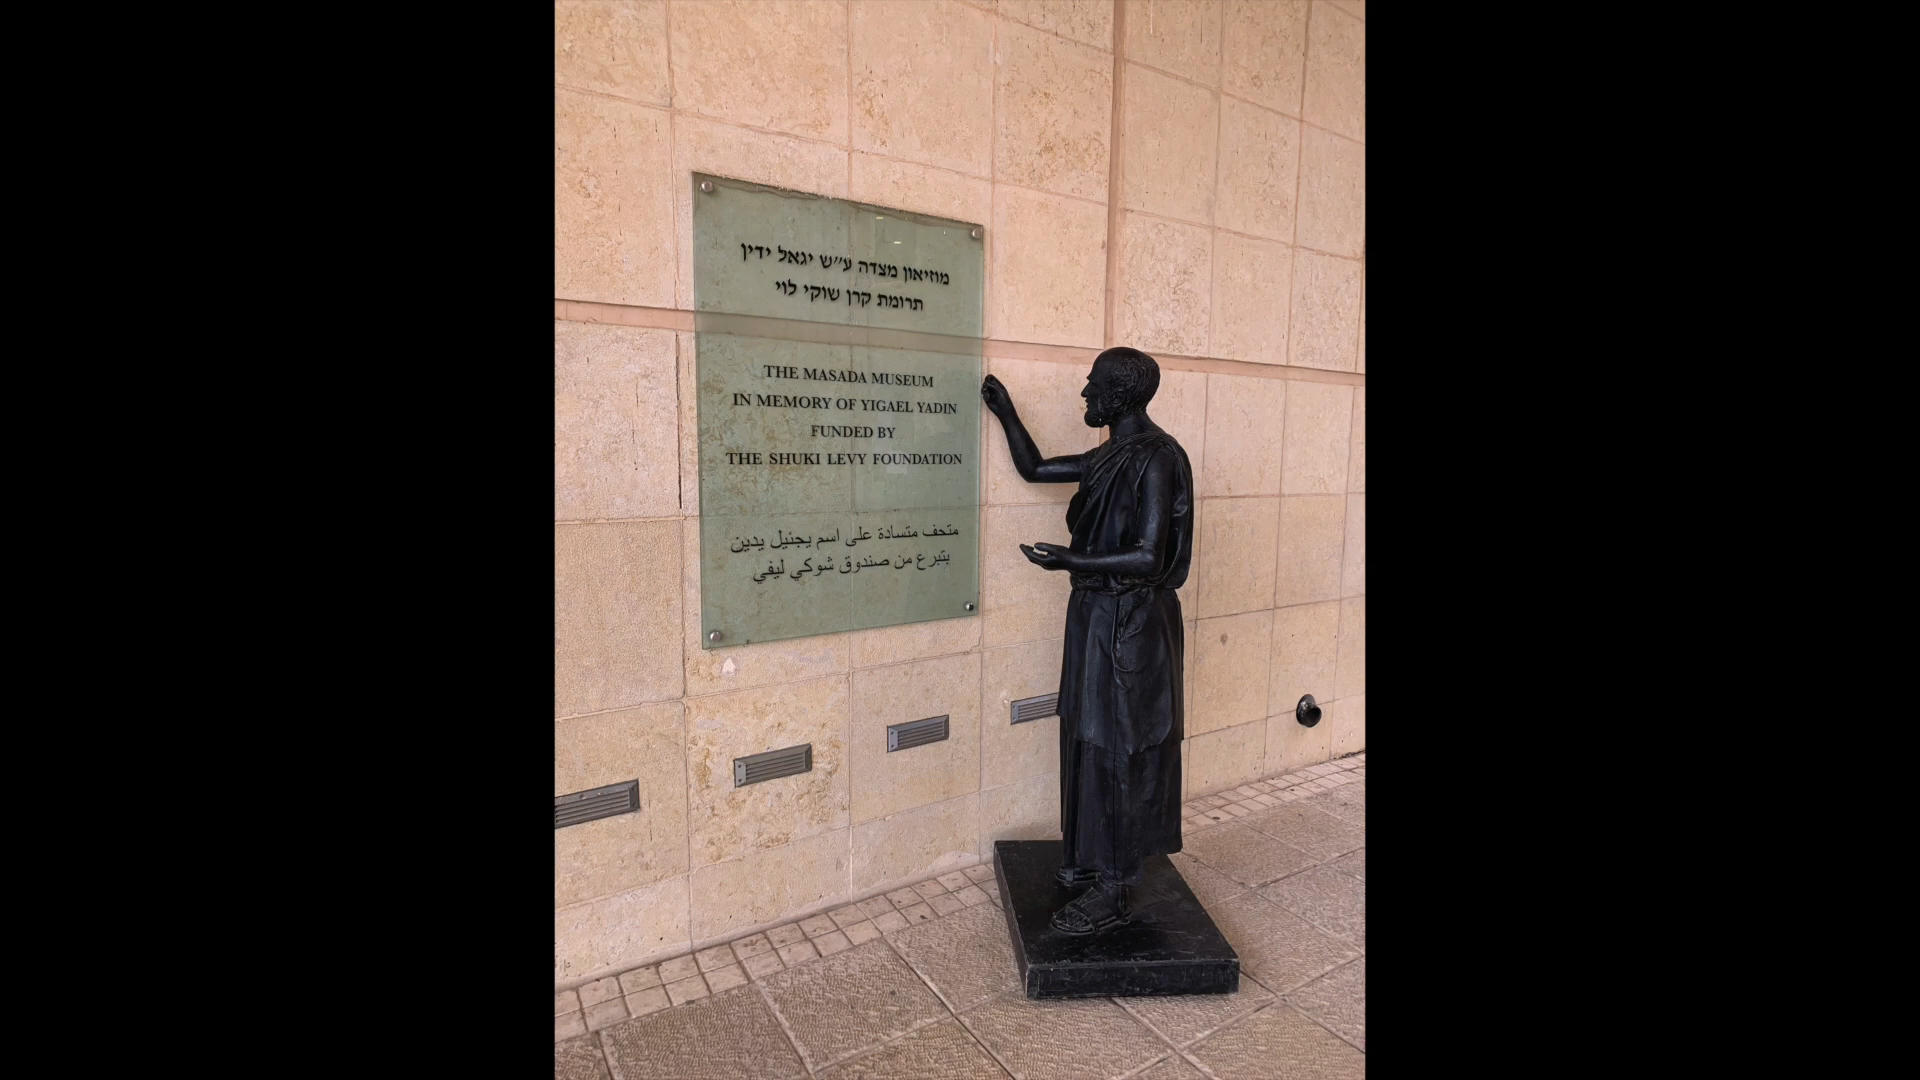 מוזיאון מצדה ע״ש יגאל ידין
תרומת קרן שוקי לוי
THE MASADA MUSEUM
IN MEMORY OF YIGAEL YADIN
FUNDED BY
THE SHUKI LEVY FOUNDATION
متحف متسادة على اسم يجئيل يدين
بتبرع من صندوق شوكي ليفي